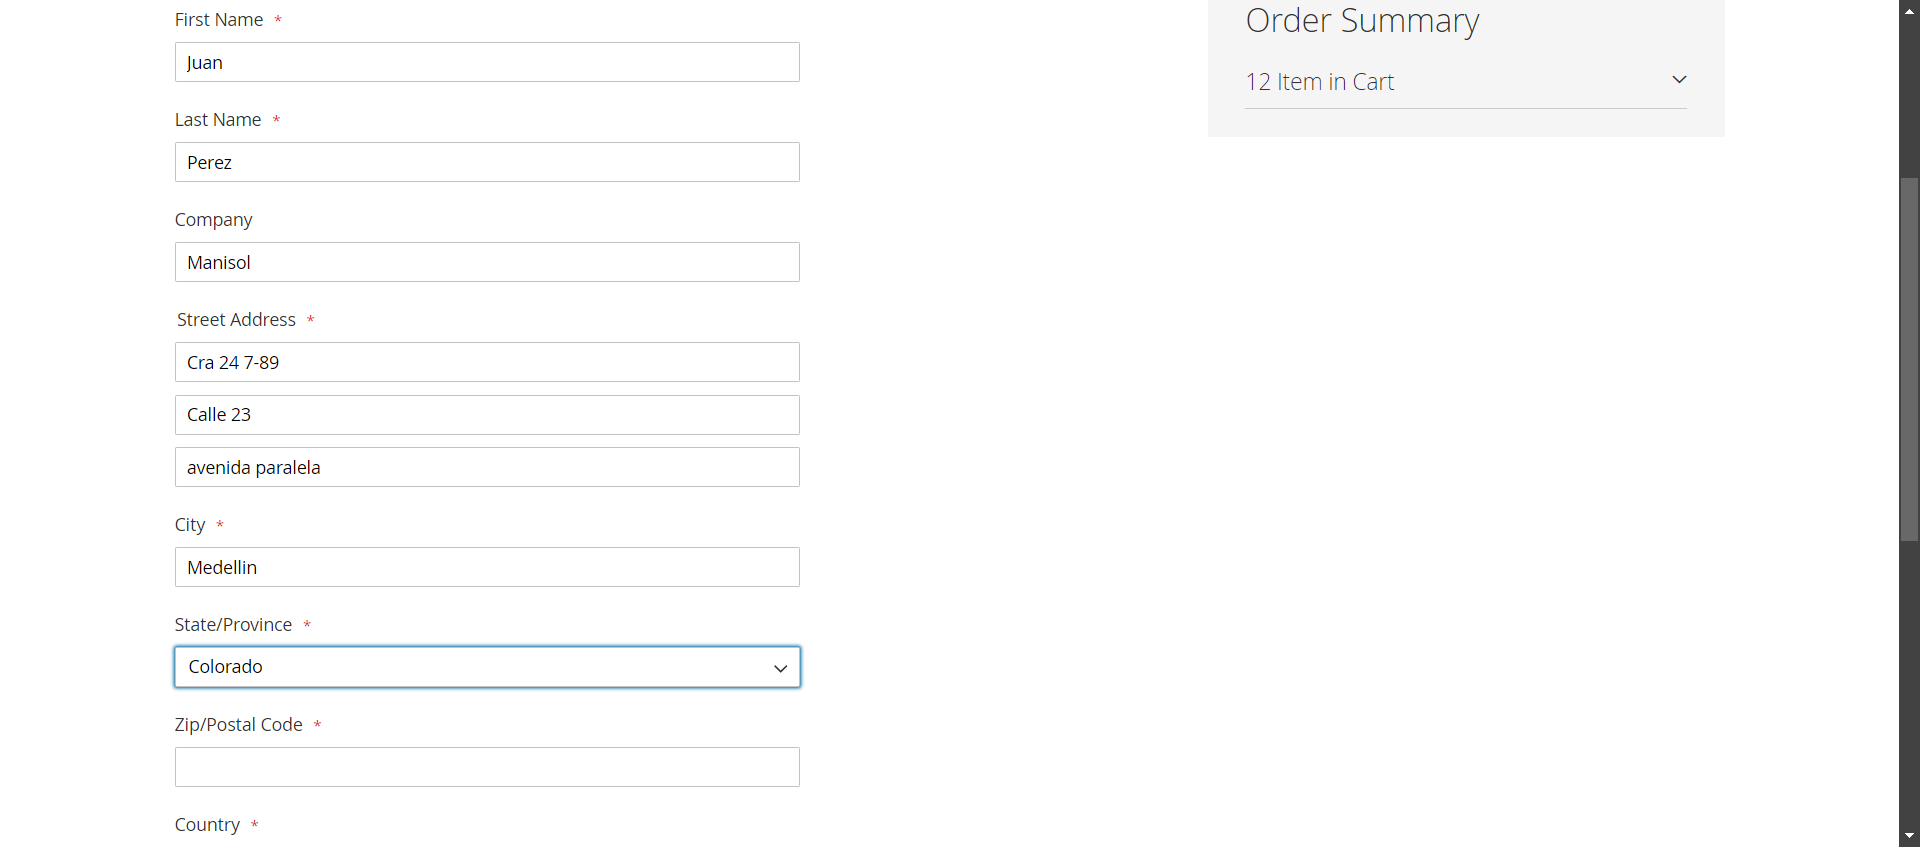 First Name *
Juan
Last Name *
Perez
Company
Manisol
Street Address *
Cra 24 7-89
Calle 23
avenida paralela
City *
Medellin
State/Province *
Colorado
Zip/Postal Code *
Country *
Order Summary
12 Item in Cart